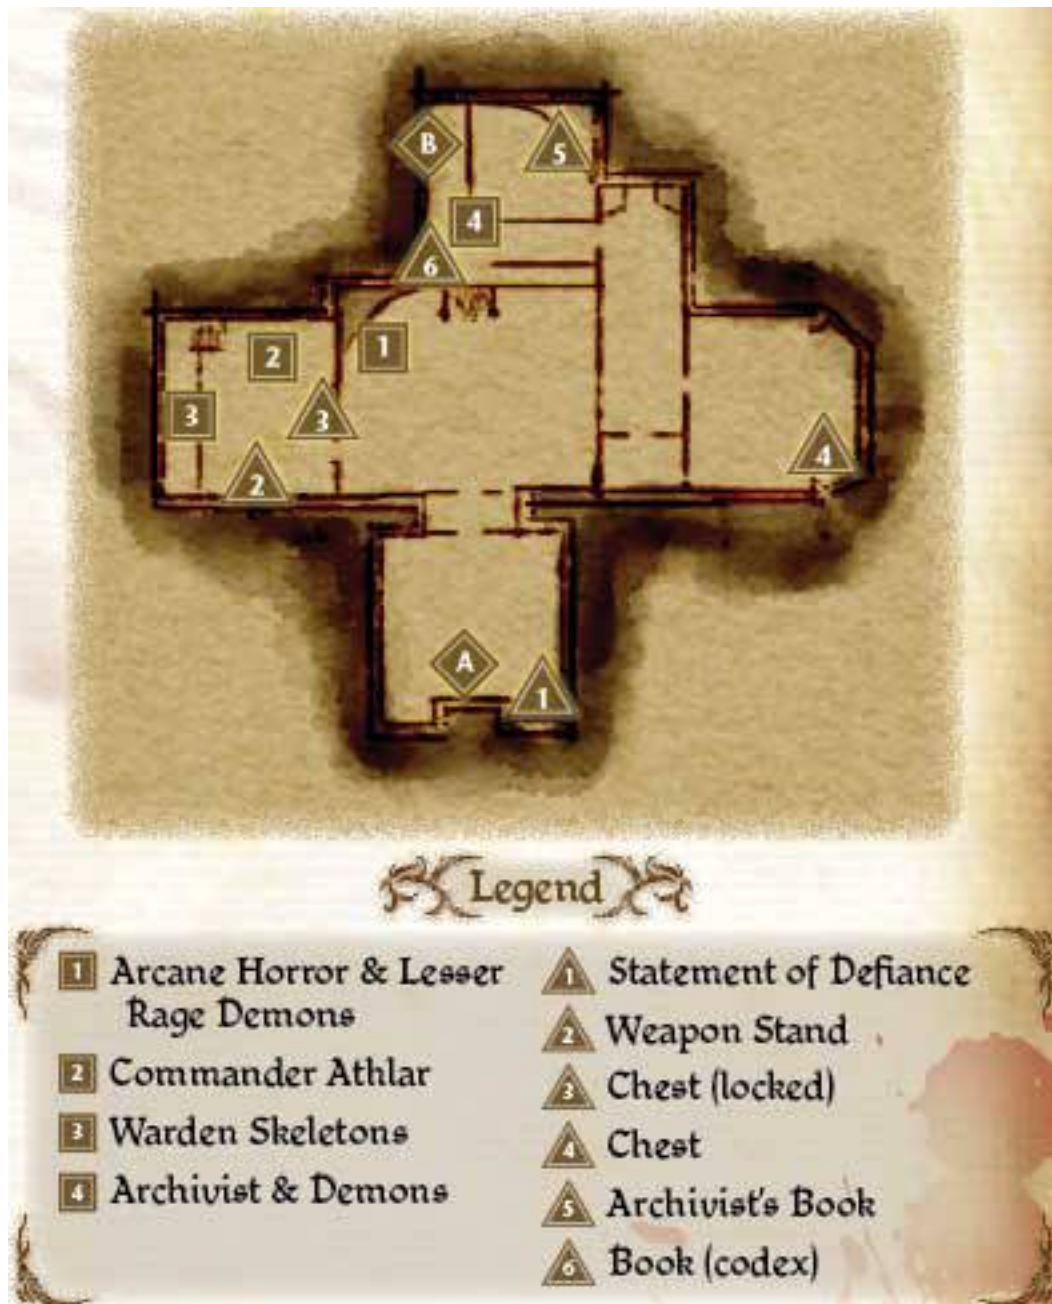 B
5
4
6
2
1
3
3
2
4
A
1
Legend
1 Arcane Horror & Lesser
Rage Demons
2 Commander Athlar
3 Warden Skeletons
4 Archivist & Demons
1 Statement of Defiance
2 Weapon Stand
3 Chest (locked)
4 Chest
5 Archivist's Book
6 Book (codex)